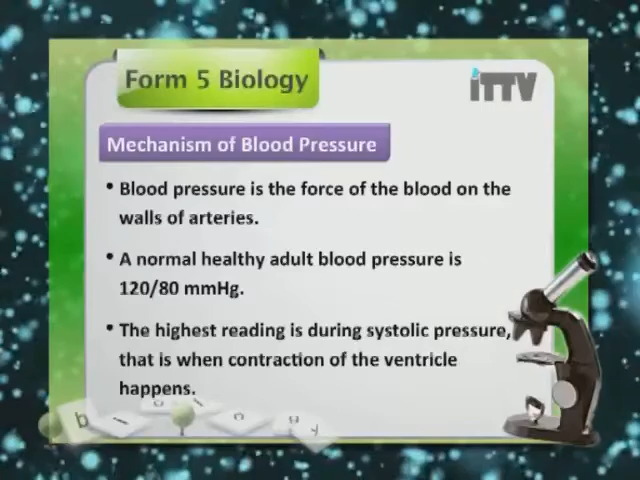 Form 5 Biology
iTTV
Mechanism of Blood Pressure
• Blood pressure is the force of the blood on the
walls of arteries.
• A normal healthy adult blood pressure is
120/80 mmHg.
• The highest reading is during systolic pressure,
that is when contraction of the ventricle
happens.
b i o l o g y